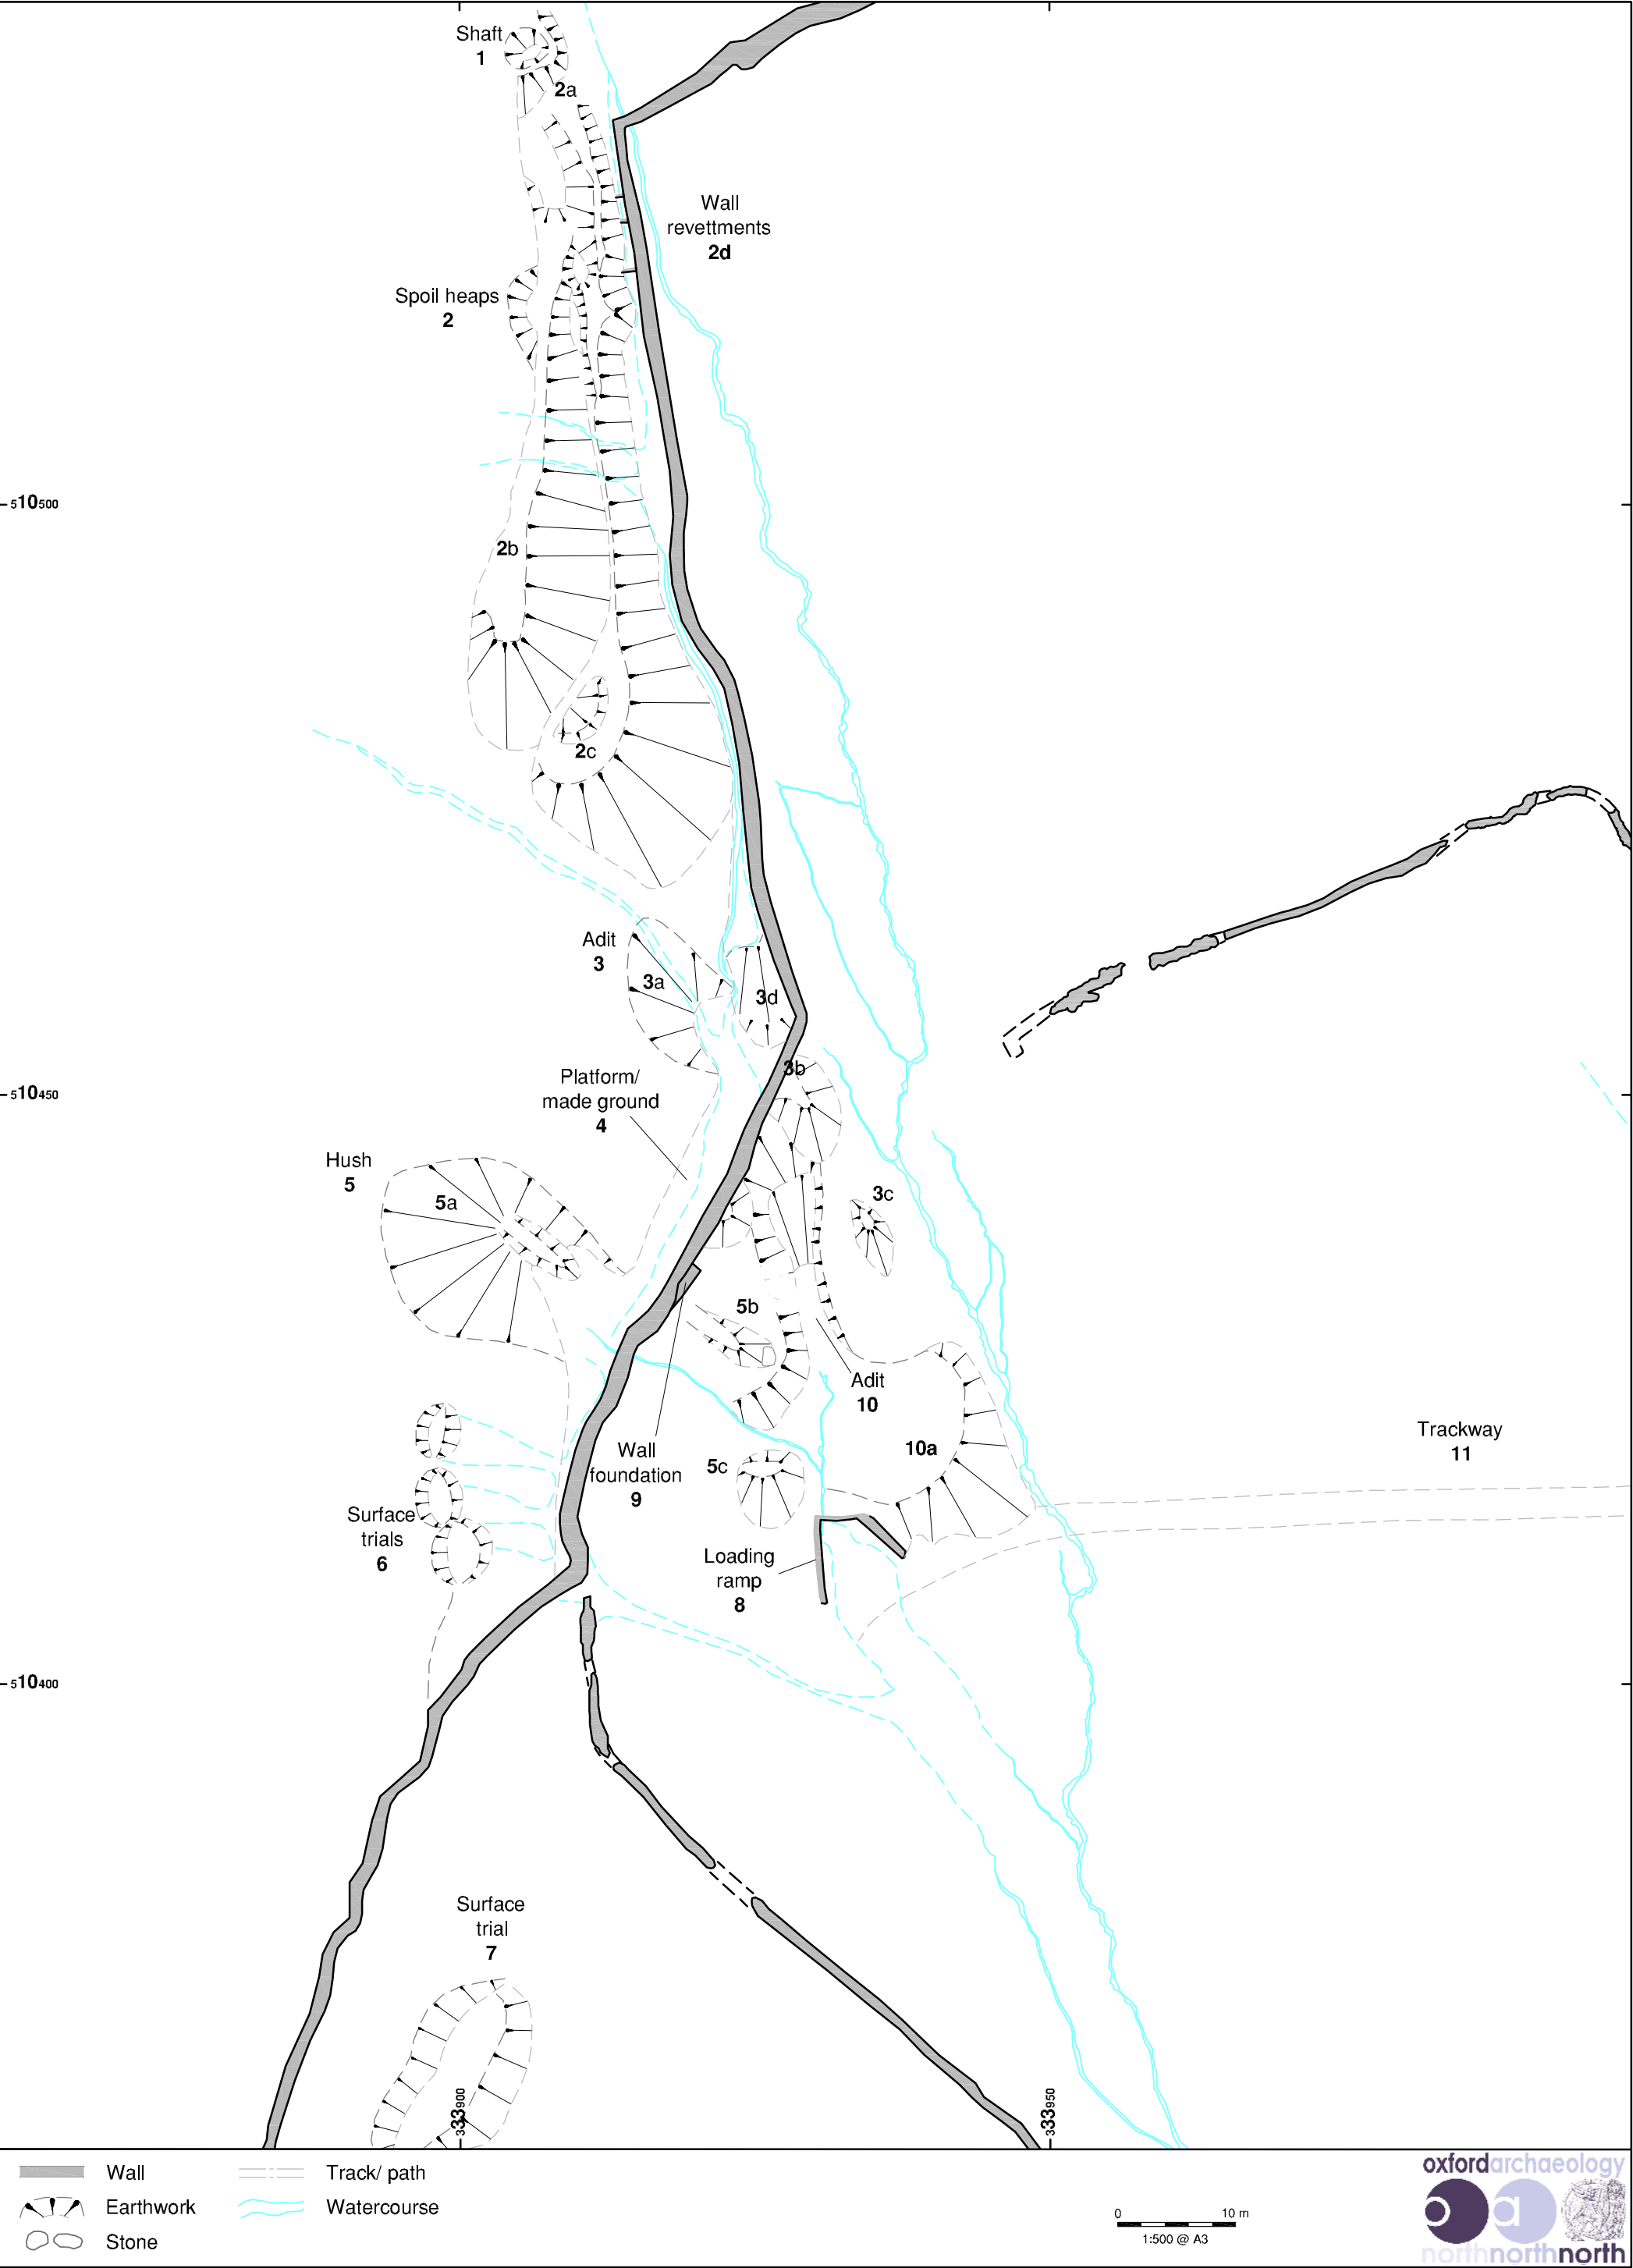 Shaft
1
2a
Wall
revettments
2d
Spoil heaps
2
510500
2b
2c
Adit
3
3a
3d
3b
Platform/
made ground
4
510450
Hush
5
5a
3c
5b
Adit
10
Trackway
11
10a
Wall
foundation
9
5c
Surface
trials
6
Loading
ramp
8
510400
Surface
trial
7
33900
33950
Wall
Track/ path
Earthwork
Watercourse
Stone
0 10 m
1:500 @ A3
oxfordarchaeology
oa
northnorthnorth